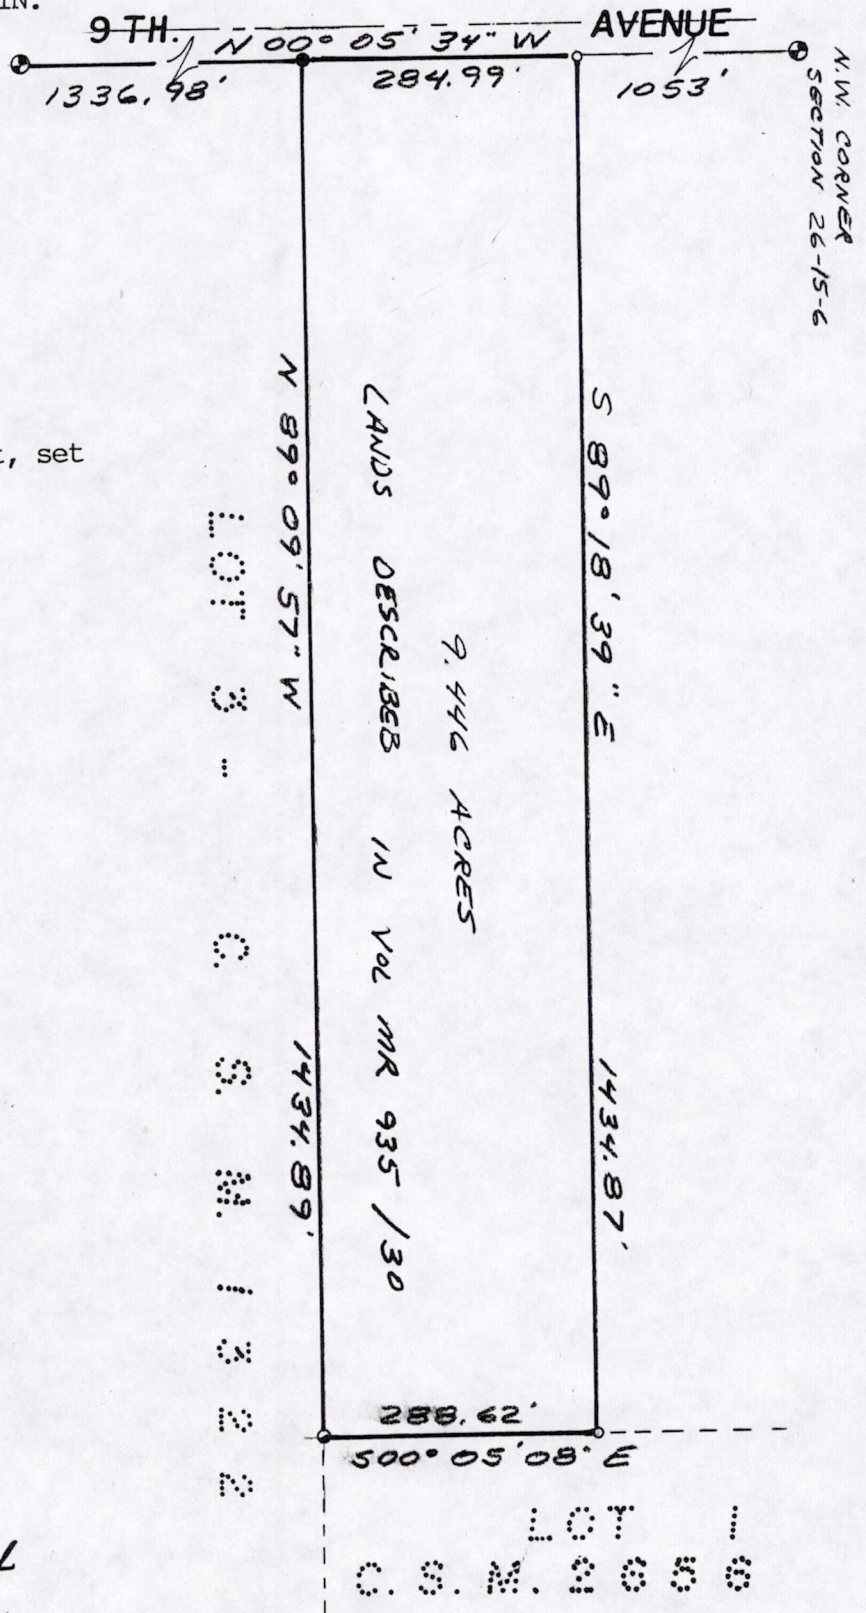 IN.
9 TH. AVENUE
N 00° 05' 34" W
1336.98'
284.99'
1053'
N.W. CORNER
SECTION 26-15-6
, set
N 89° 09' 57" W
1434.89'
S 89° 18' 39" E
1434.87'
LANDS DESCRIBED IN VOL MR 935 / 30
9.446 ACRES
LOT 3 - C S M 1322
288.62'
S00° 05' 08" E
LOT 1
C. S. M. 2656